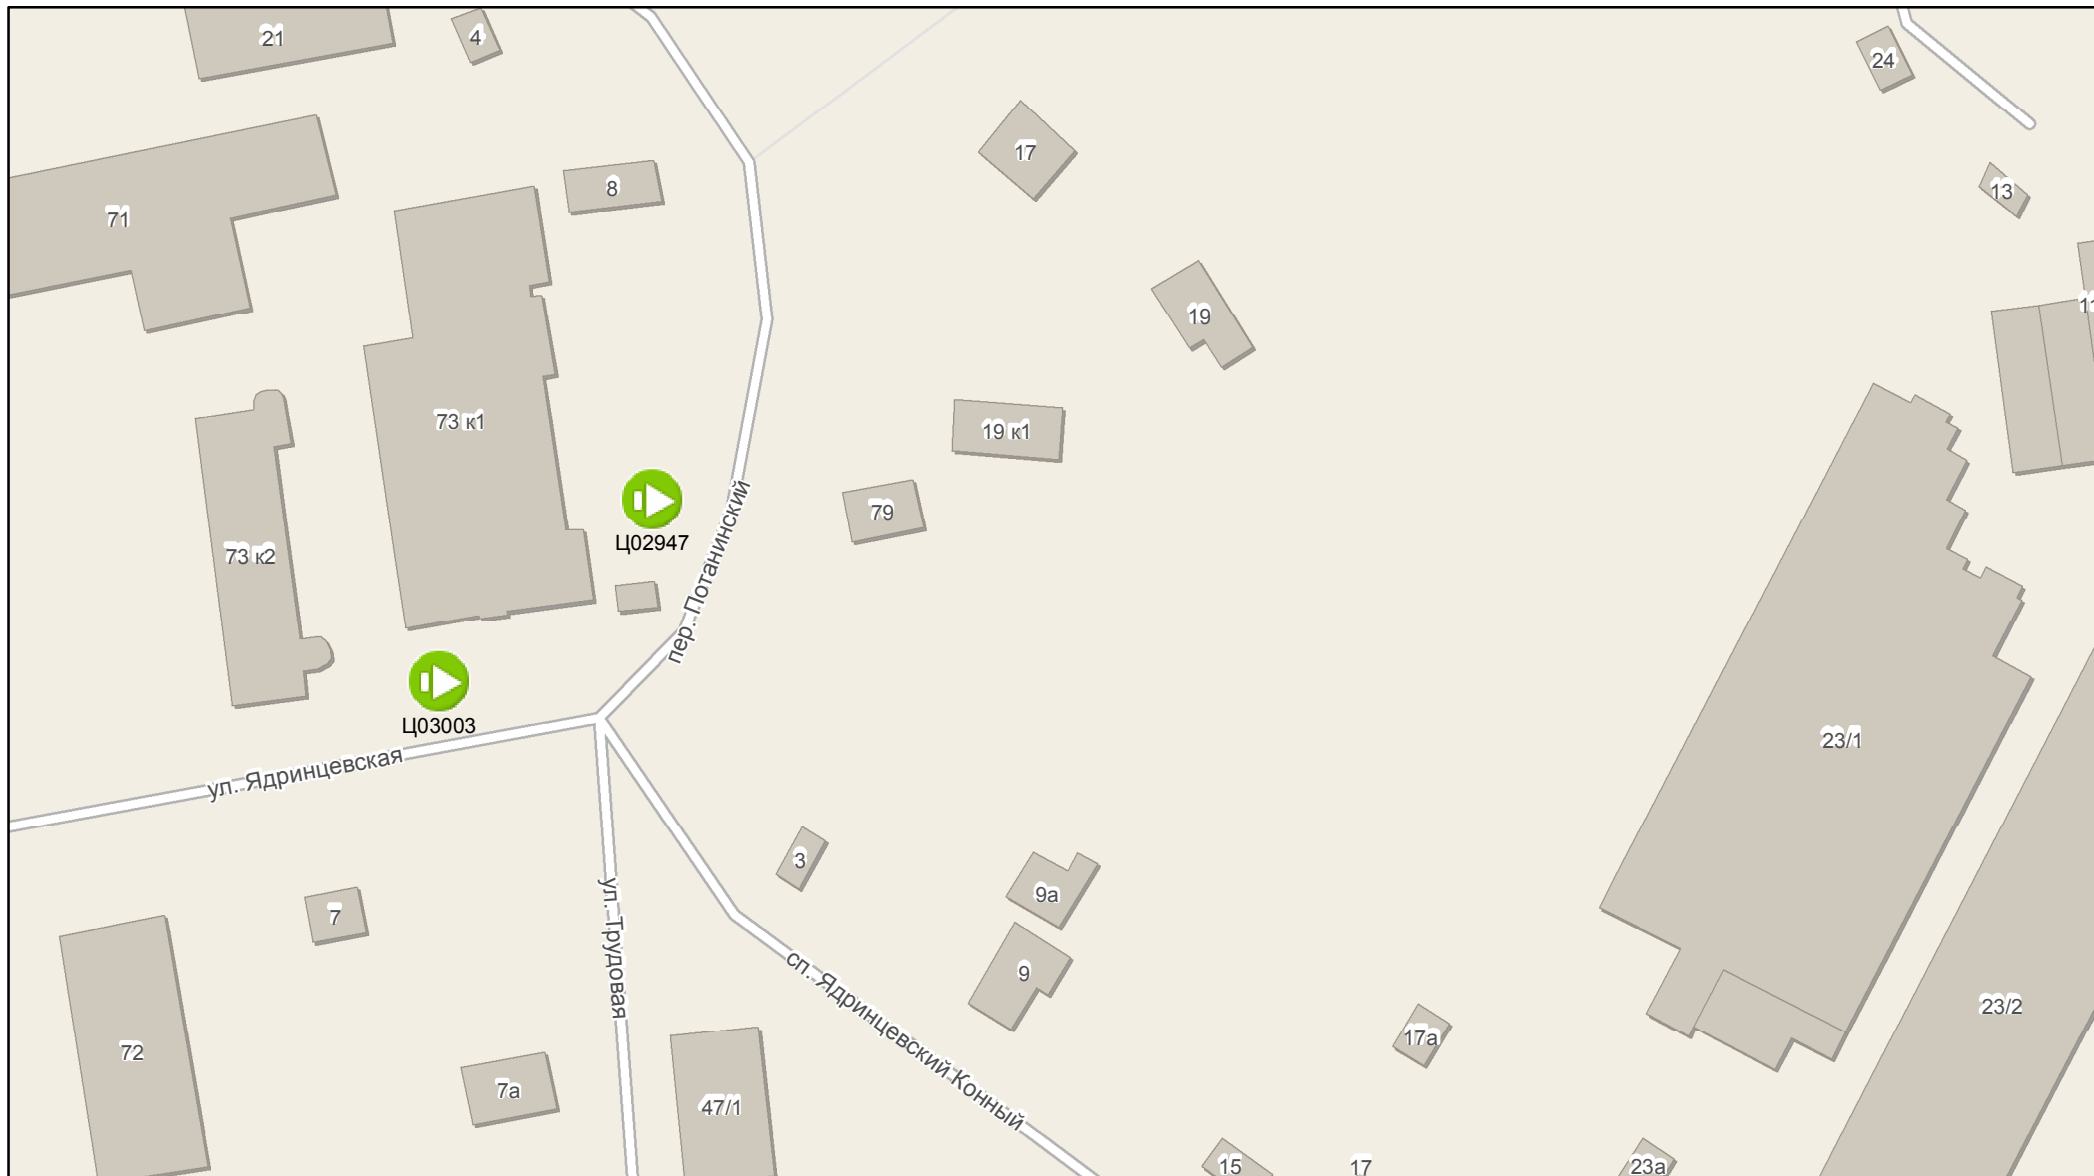 21
4
24
17
8
13
71
11
19
73 к1
19 к1
79
Ц02947
73 к2
пер. Потанинский
Ц03003
23/1
ул. Ядринцевская
3
9а
7
ул. Трудовая
9
сп. Ядринцевский Конный
23/2
17а
72
7а
47/1
15
17
23а